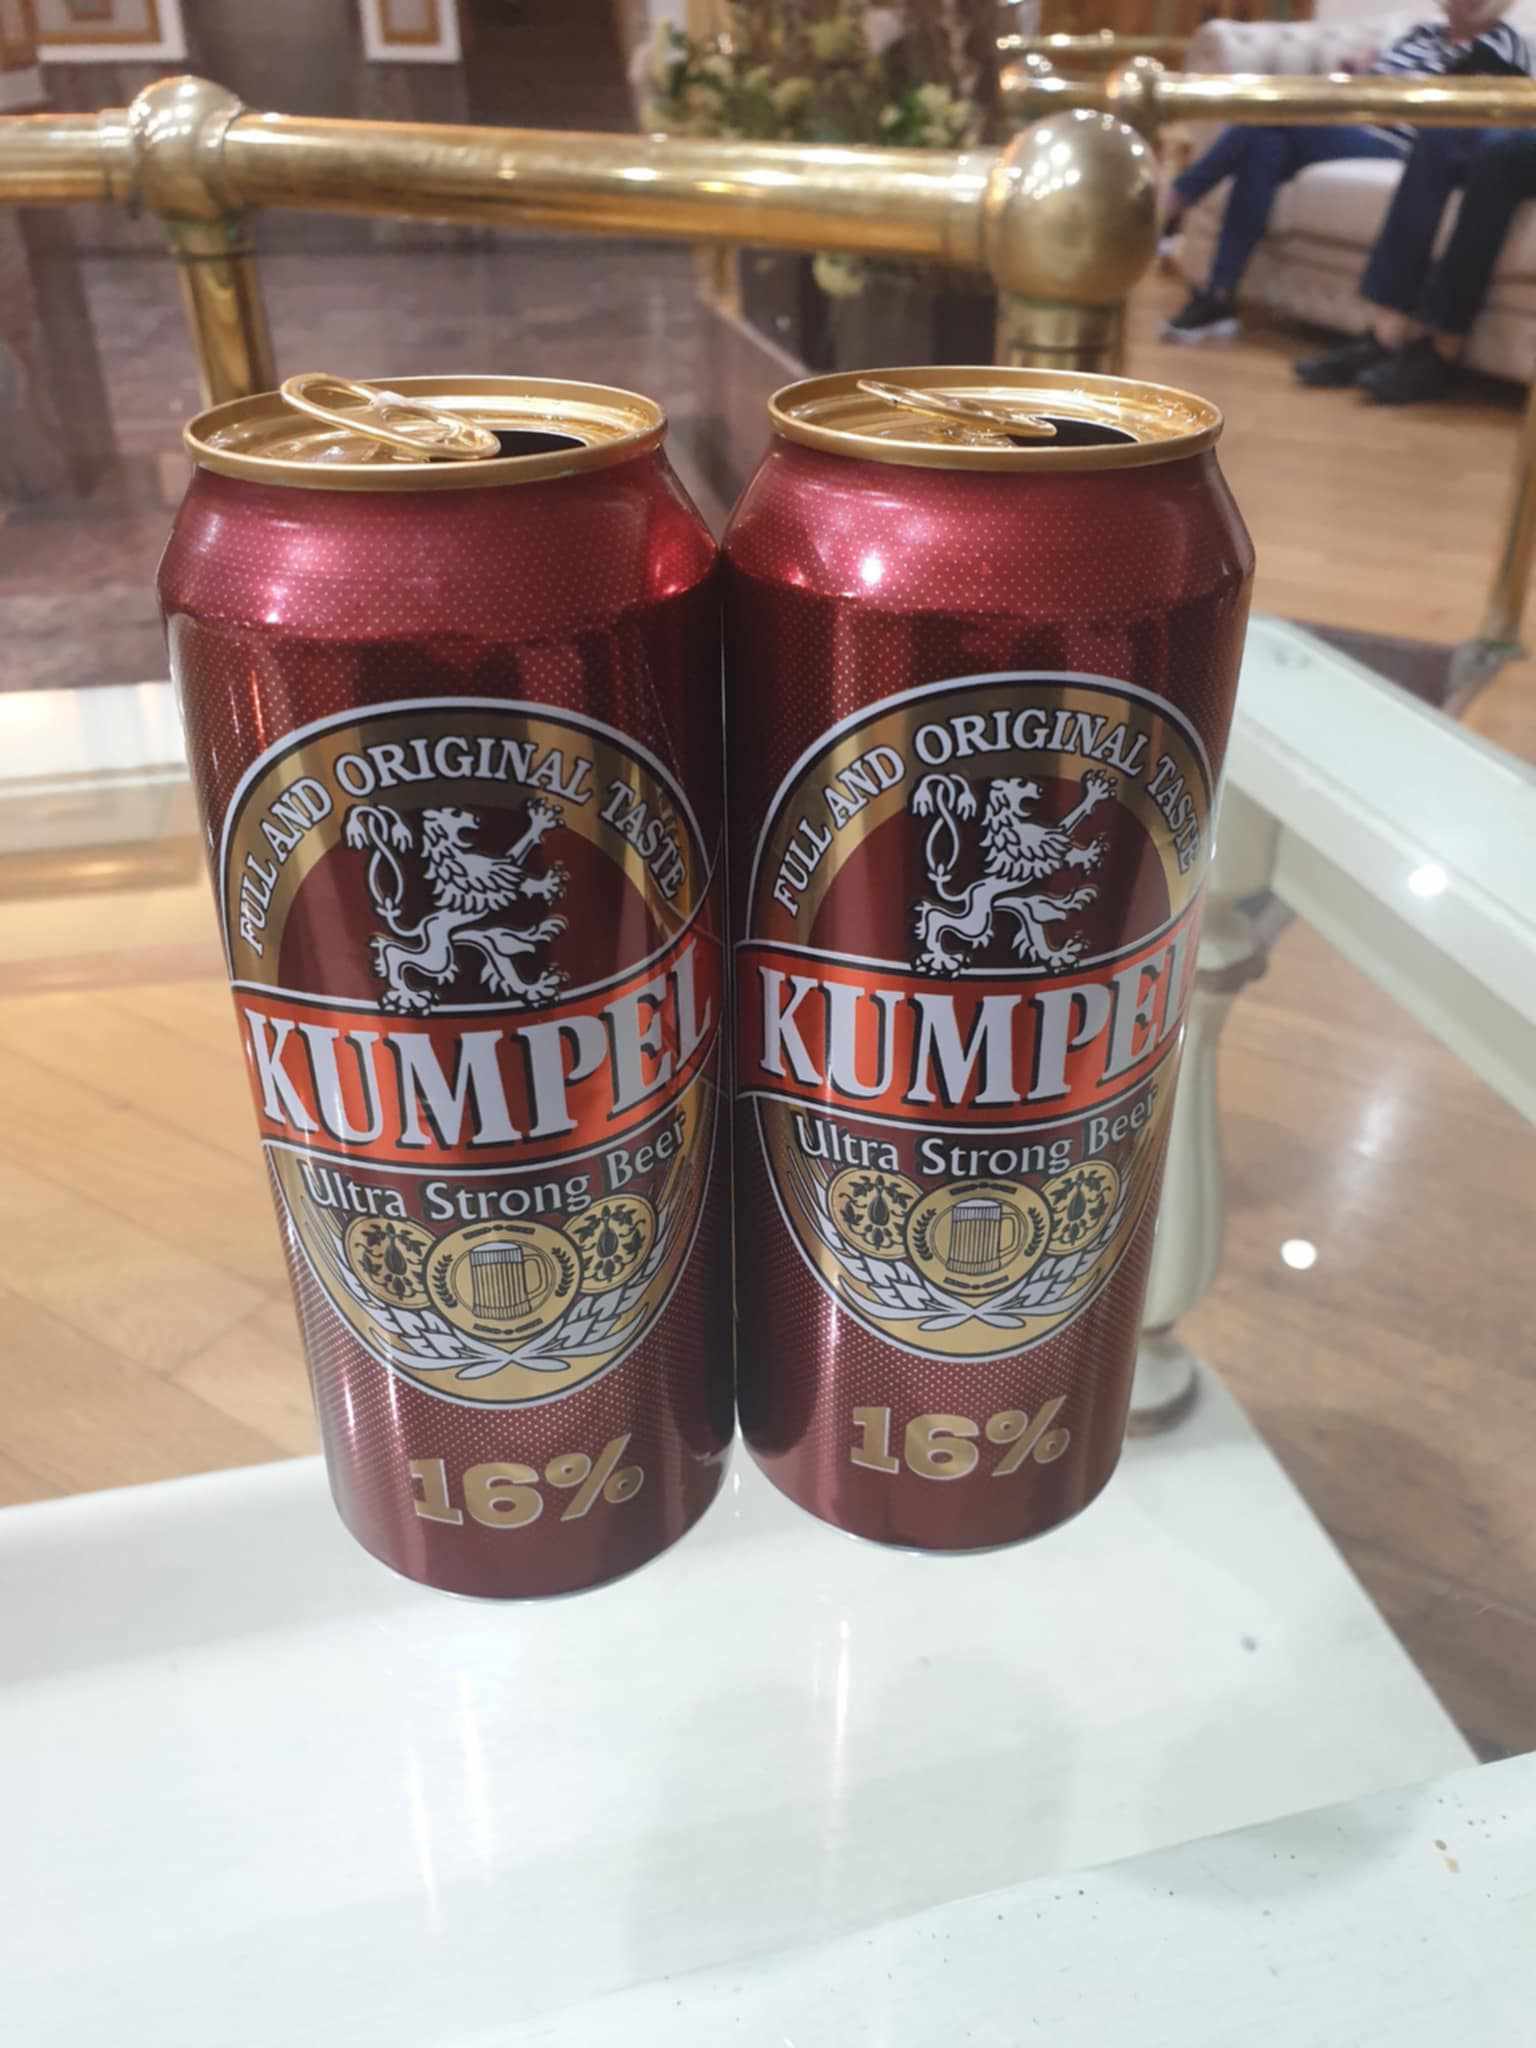 FULL AND ORIGINAL TASTE
KUMPEL
Ultra Strong Beer
16%
FULL AND ORIGINAL TASTE
KUMPEL
Ultra Strong Beer
16%